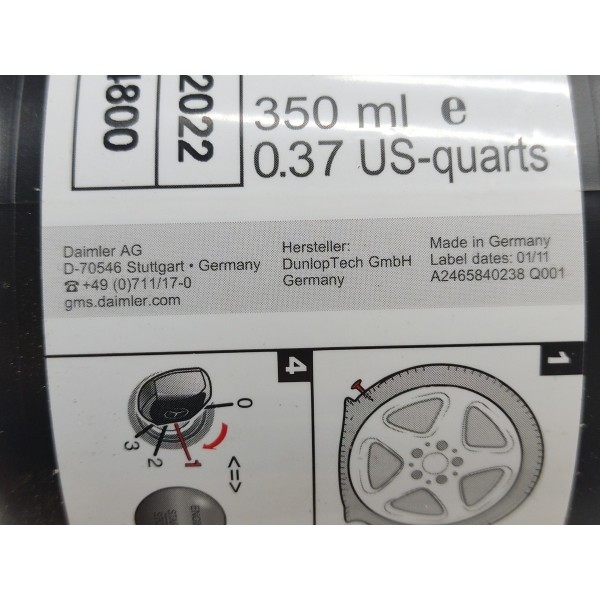 2022
350 ml e
0.37 US-quarts
Daimler AG
D-70546 Stuttgart • Germany
☎+49 (0)711/17-0
gms.daimler.com
Hersteller:
DunlopTech GmbH
Germany
Made in Germany
Label dates: 01/11
A2465840238 Q001
4
0
1
2
3
<=>
1